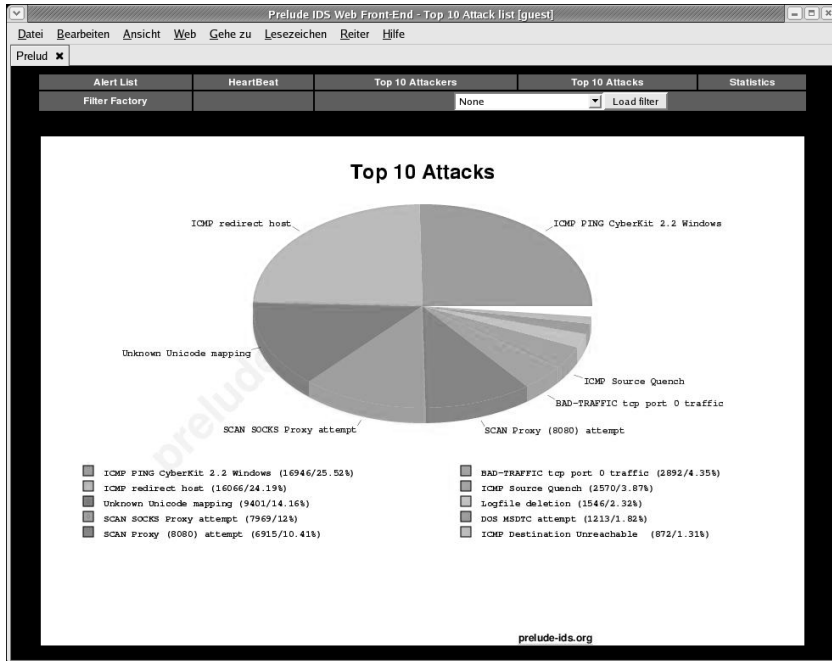 Prelude IDS Web Front-End - Top 10 Attack list [guest]
Datei Bearbeiten Ansicht Web Gehe zu Lesezeichen Reiter Hilfe
Prelud
Alert List HeartBeat Top 10 Attackers Top 10 Attacks Statistics
Filter Factory None Load filter
Top 10 Attacks
ICMP redirect host
ICMP PING CyberKit 2.2 Windows
Unknown Unicode mapping
ICMP Source Quench
BAD-TRAFFIC tcp port 0 traffic
SCAN SOCKS Proxy attempt
SCAN Proxy (8080) attempt
prelude
ICMP PING CyberKit 2.2 Windows (16946/25.52%)
ICMP redirect host (16066/24.19%)
Unknown Unicode mapping (9401/14.16%)
SCAN SOCKS Proxy attempt (7969/12%)
SCAN Proxy (8080) attempt (6915/10.41%)
BAD-TRAFFIC tcp port 0 traffic (2892/4.35%)
ICMP Source Quench (2570/3.87%)
Logfile deletion (1546/2.32%)
DOS MSDTC attempt (1213/1.82%)
ICMP Destination Unreachable (872/1.31%)
prelude-ids.org